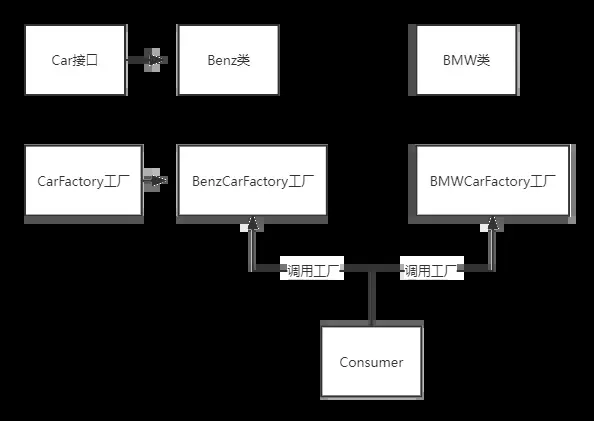 Car接口
Benz类
BMW类
CarFactory工厂
BenzCarFactory工厂
BMWCarFactory工厂
调用工厂
调用工厂
Consumer